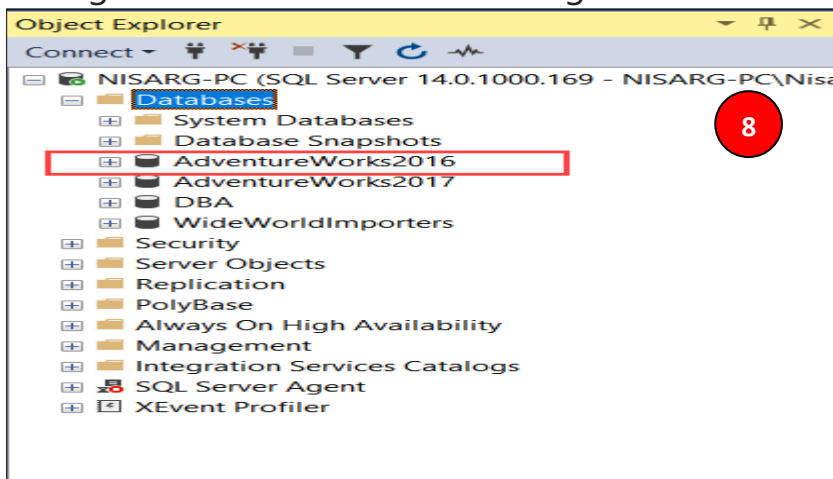 Object Explorer
Connect
NISARG-PC (SQL Server 14.0.1000.169 - NISARG-PC\Nisa
Databases
System Databases
8
Database Snapshots
AdventureWorks2016
AdventureWorks2017
DBA
WideWorldImporters
Security
Server Objects
Replication
PolyBase
Always On High Availability
Management
Integration Services Catalogs
SQL Server Agent
XEvent Profiler